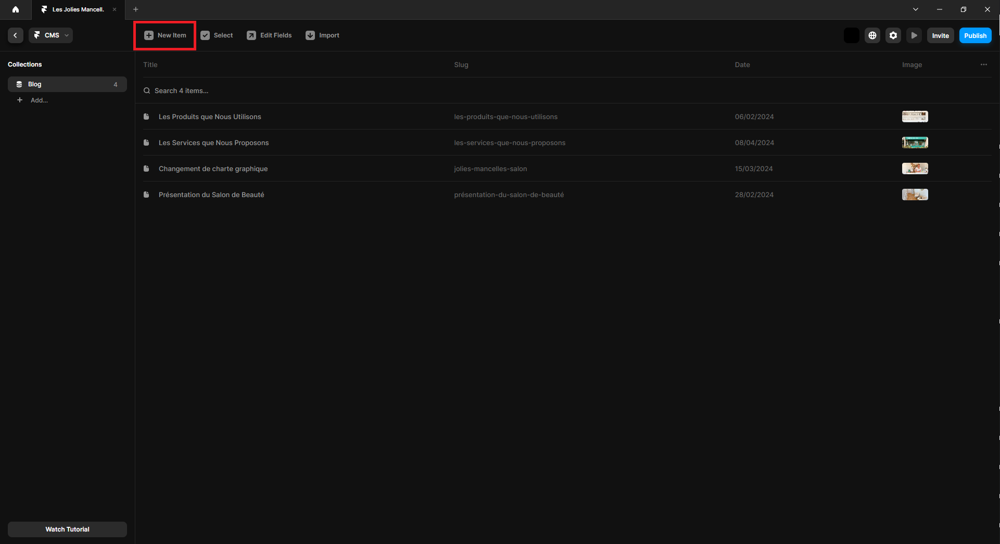 Les Jolies Mancell.
CMS
New Item
Select
Edit Fields
Import
Invite
Publish
Collections
Blog 4
Add...
Title Slug Date Image
Search 4 items...
Les Produits que Nous Utilisons les-produits-que-nous-utilisons 06/02/2024
Les Services que Nous Proposons les-services-que-nous-proposons 08/04/2024
Changement de charte graphique jolies-mancelles-salon 15/03/2024
Présentation du Salon de Beauté présentation-du-salon-de-beauté 28/02/2024
Watch Tutorial